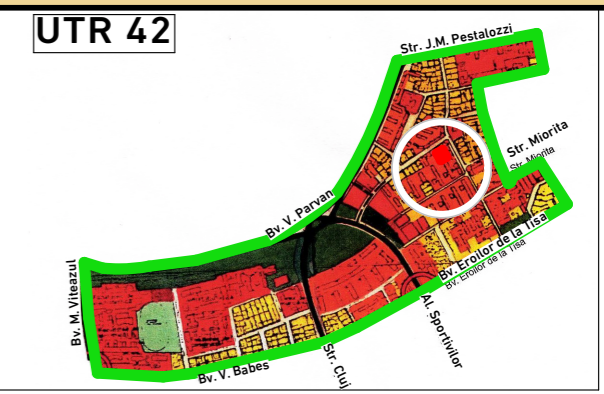 UTR 42
Str. J.M. Pestalozzi
Str. Miorita
Str. Miorita
Bv. V. Parvan
Bv. Eroilor de la Tisa
Bv. Eroilor de la Tisa
Bv. M. Viteazul
Al. Sportivilor
Str. Cluj
Bv. V. Babes